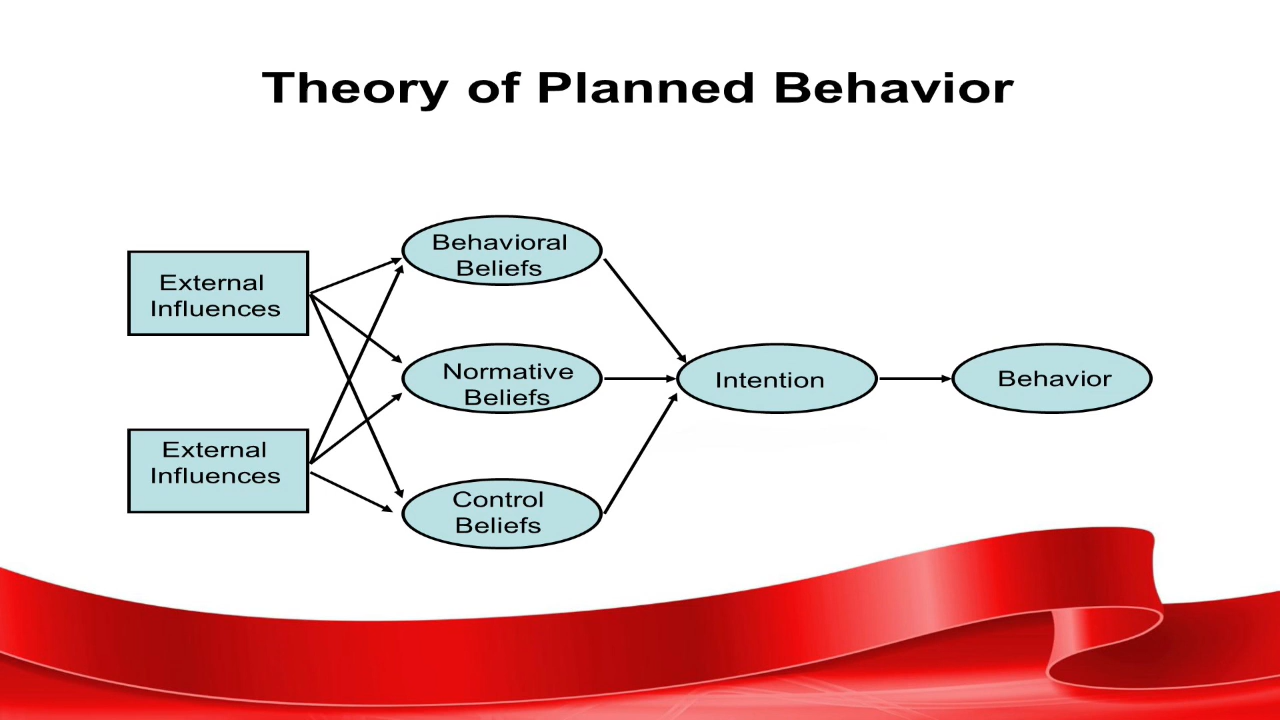 Theory of Planned Behavior
External
Influences
External
Influences
Behavioral
Beliefs
Normative
Beliefs
Control
Beliefs
Intention
Behavior